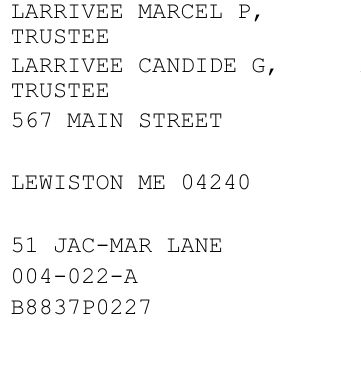 LARRIVEE MARCEL P,
TRUSTEE
LARRIVEE CANDIDE G,
TRUSTEE
567 MAIN STREET
LEWISTON ME 04240
51 JAC-MAR LANE
004-022-A
B8837P0227